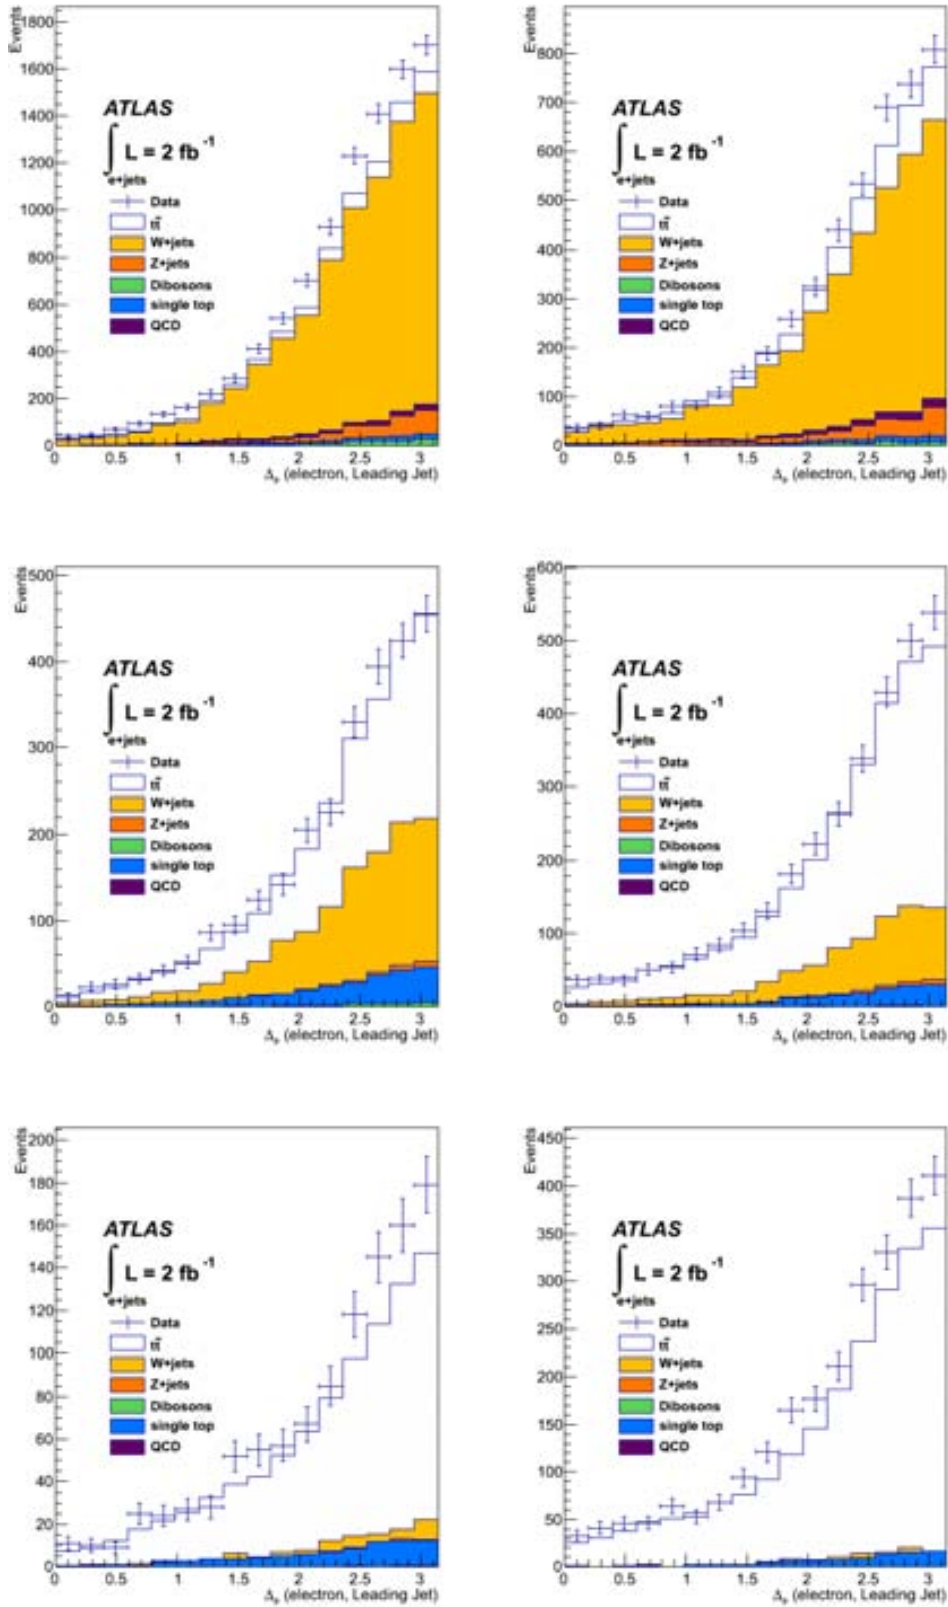 Events
1800
1600
1400
1200
1000
800
600
400
200
0
ATLAS
∫ L = 2 fb⁻¹
e+jets
Data
tt̄
W+jets
Z+jets
Dibosons
single top
QCD
0 0.5 1 1.5 2 2.5 3
(electron, Leading Jet)
Events
800
700
600
500
400
300
200
100
0
ATLAS
∫ L = 2 fb⁻¹
e+jets
Data
tt̄
W+jets
Z+jets
Dibosons
single top
QCD
0 0.5 1 1.5 2 2.5 3
(electron, Leading Jet)
Events
500
400
300
200
100
0
ATLAS
∫ L = 2 fb⁻¹
e+jets
Data
tt̄
W+jets
Z+jets
Dibosons
single top
QCD
0 0.5 1 1.5 2 2.5 3
(electron, Leading Jet)
Events
600
500
400
300
200
100
0
ATLAS
∫ L = 2 fb⁻¹
e+jets
Data
tt̄
W+jets
Z+jets
Dibosons
single top
QCD
0 0.5 1 1.5 2 2.5 3
(electron, Leading Jet)
Events
200
180
160
140
120
100
80
60
40
20
0
ATLAS
∫ L = 2 fb⁻¹
e+jets
Data
tt̄
W+jets
Z+jets
Dibosons
single top
QCD
0 0.5 1 1.5 2 2.5 3
(electron, Leading Jet)
Events
450
400
350
300
250
200
150
100
50
0
ATLAS
∫ L = 2 fb⁻¹
e+jets
Data
tt̄
W+jets
Z+jets
Dibosons
single top
QCD
0 0.5 1 1.5 2 2.5 3
(electron, Leading Jet)